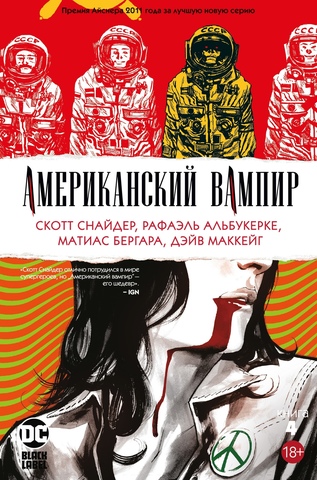 Премия Айснера 2011 года за лучшую новую серию
СССР СССР СССР СССР
АМЕРИКАНСКИЙ ВАМПИР
СКОТТ СНАЙДЕР, РАФАЭЛЬ АЛЬБУКЕРКЕ,
МАТИАС БЕРГАРА, ДЭЙВ МАККЕЙГ
«Скотт Снайдер отлично потрудился в мире
супергероев, но „Американский вампир“ —
его шедевр».
– IGN
книга
4
18+
DC
BLACK
LABEL